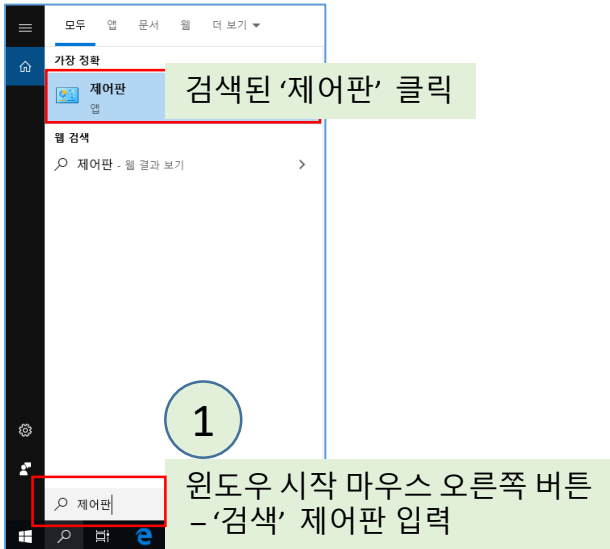 모두 앱 문서 웹 더 보기
가장 정확
제어판
앱
검색된 ‘제어판’ 클릭
웹 검색
제어판 - 웹 결과 보기
1
윈도우 시작 마우스 오른쪽 버튼
– ‘검색’ 제어판 입력
제어판